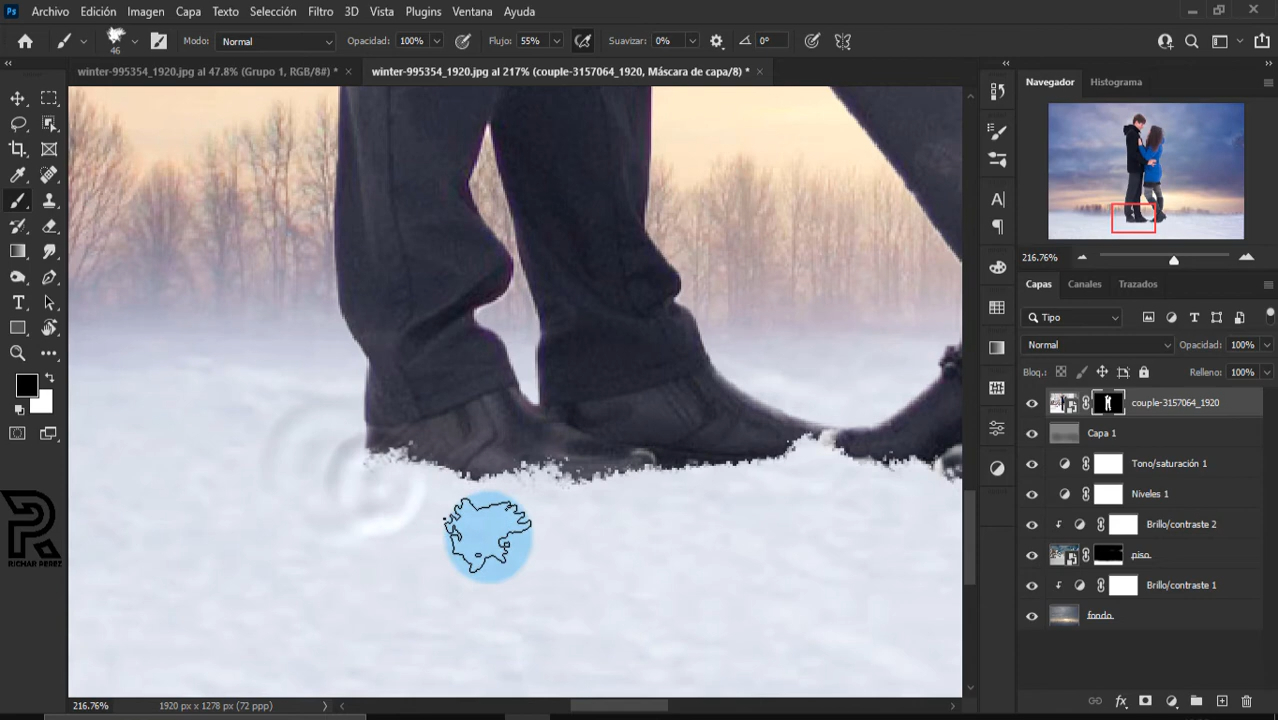 Ps Archivo Edición Imagen Capa Texto Selección Filtro 3D Vista Plugins Ventana Ayuda
46 Modo: Normal Opacidad: 100% Flujo: 55% Suavizar: 0% 0°
winter-995354_1920.jpg al 47.8% (Grupo 1, RGB/8#) * × winter-995354_1920.jpg al 217% (couple-3157064_1920, Máscara de capa/8) * ×
Navegador Histograma
216.76%
Capas Canales Trazados
Tipo
Normal Opacidad: 100%
Bloq.: Relleno: 100%
couple-3157064_1920
Capa 1
Tono/saturación 1
Niveles 1
Brillo/contraste 2
piso
Brillo/contraste 1
fondo
RICHAR PEREZ
216.76% 1920 px x 1278 px (72 ppp)